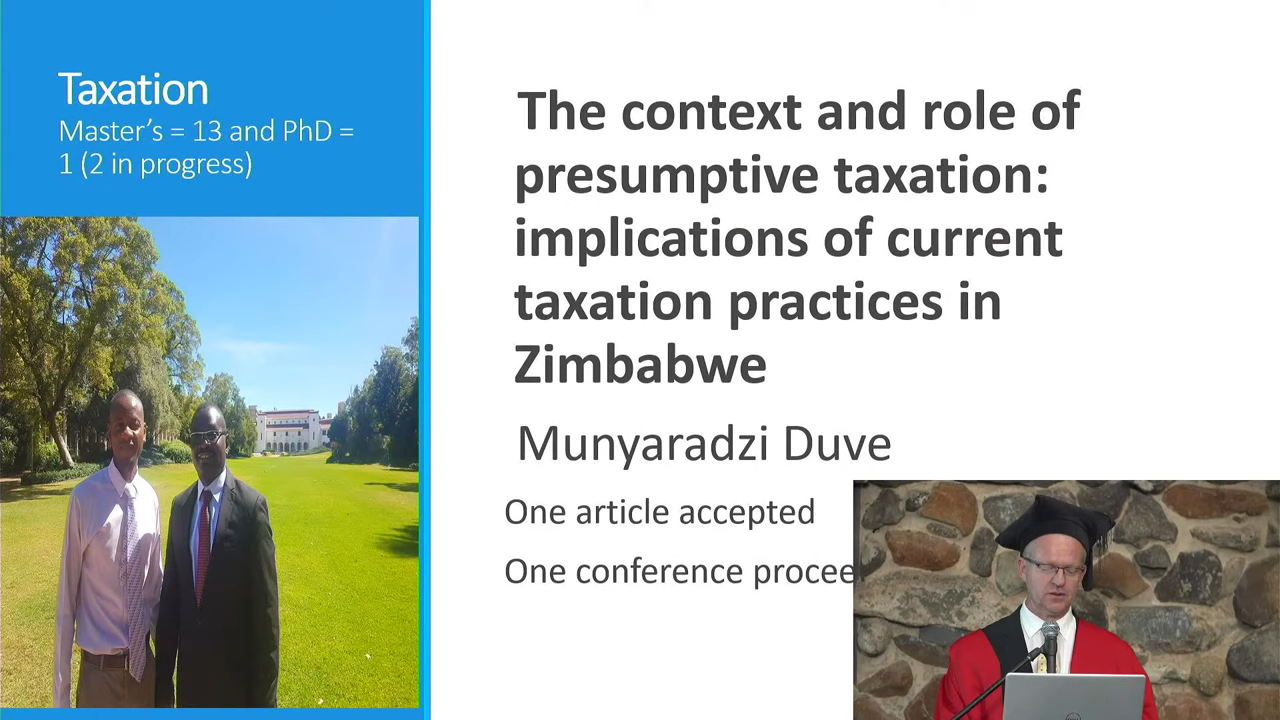 Taxation
Master's = 13 and PhD =
1 (2 in progress)
The context and role of
presumptive taxation:
implications of current
taxation practices in
Zimbabwe
Munyaradzi Duve
One article accepted
One conference